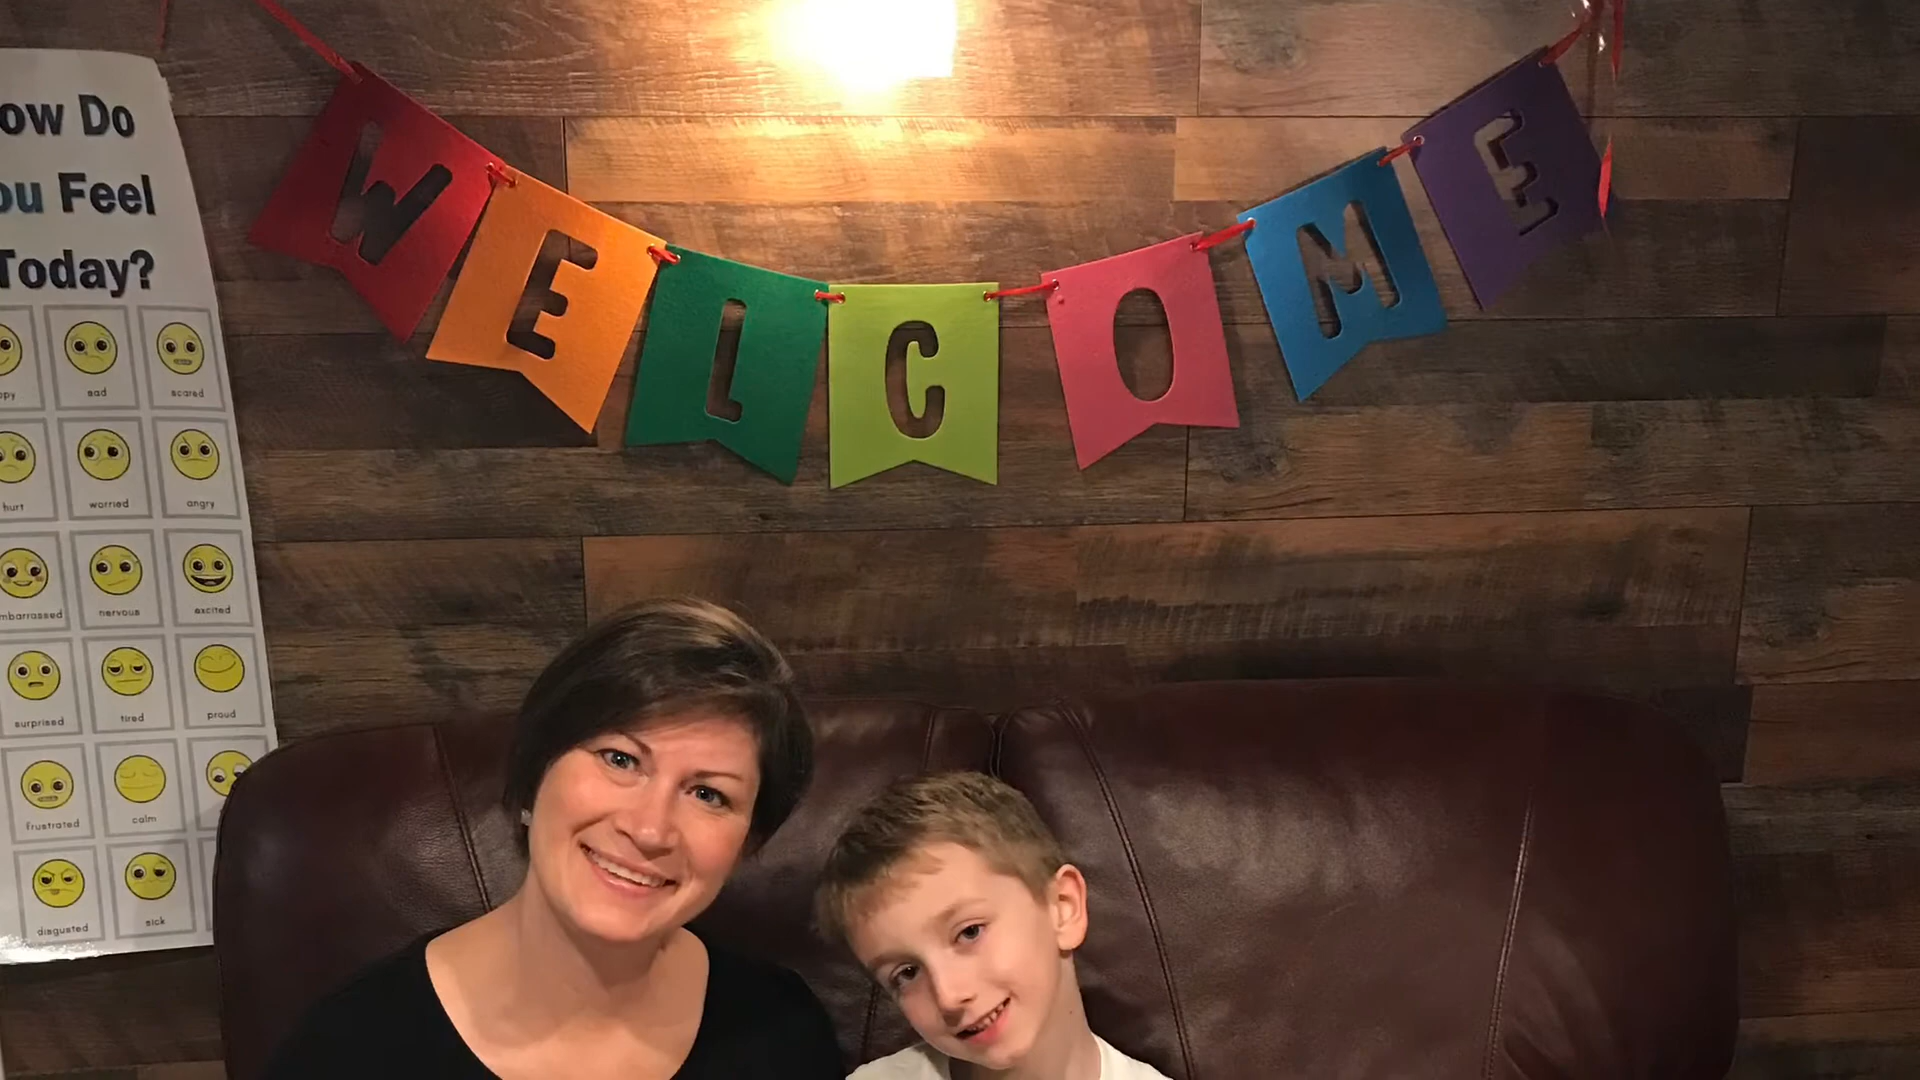 WELCOME
ow Do
ou Feel
Today?
ppy sad scared
hurt worried angry
mbarrassed nervous excited
surprised tired proud
frustrated calm
disgusted sick